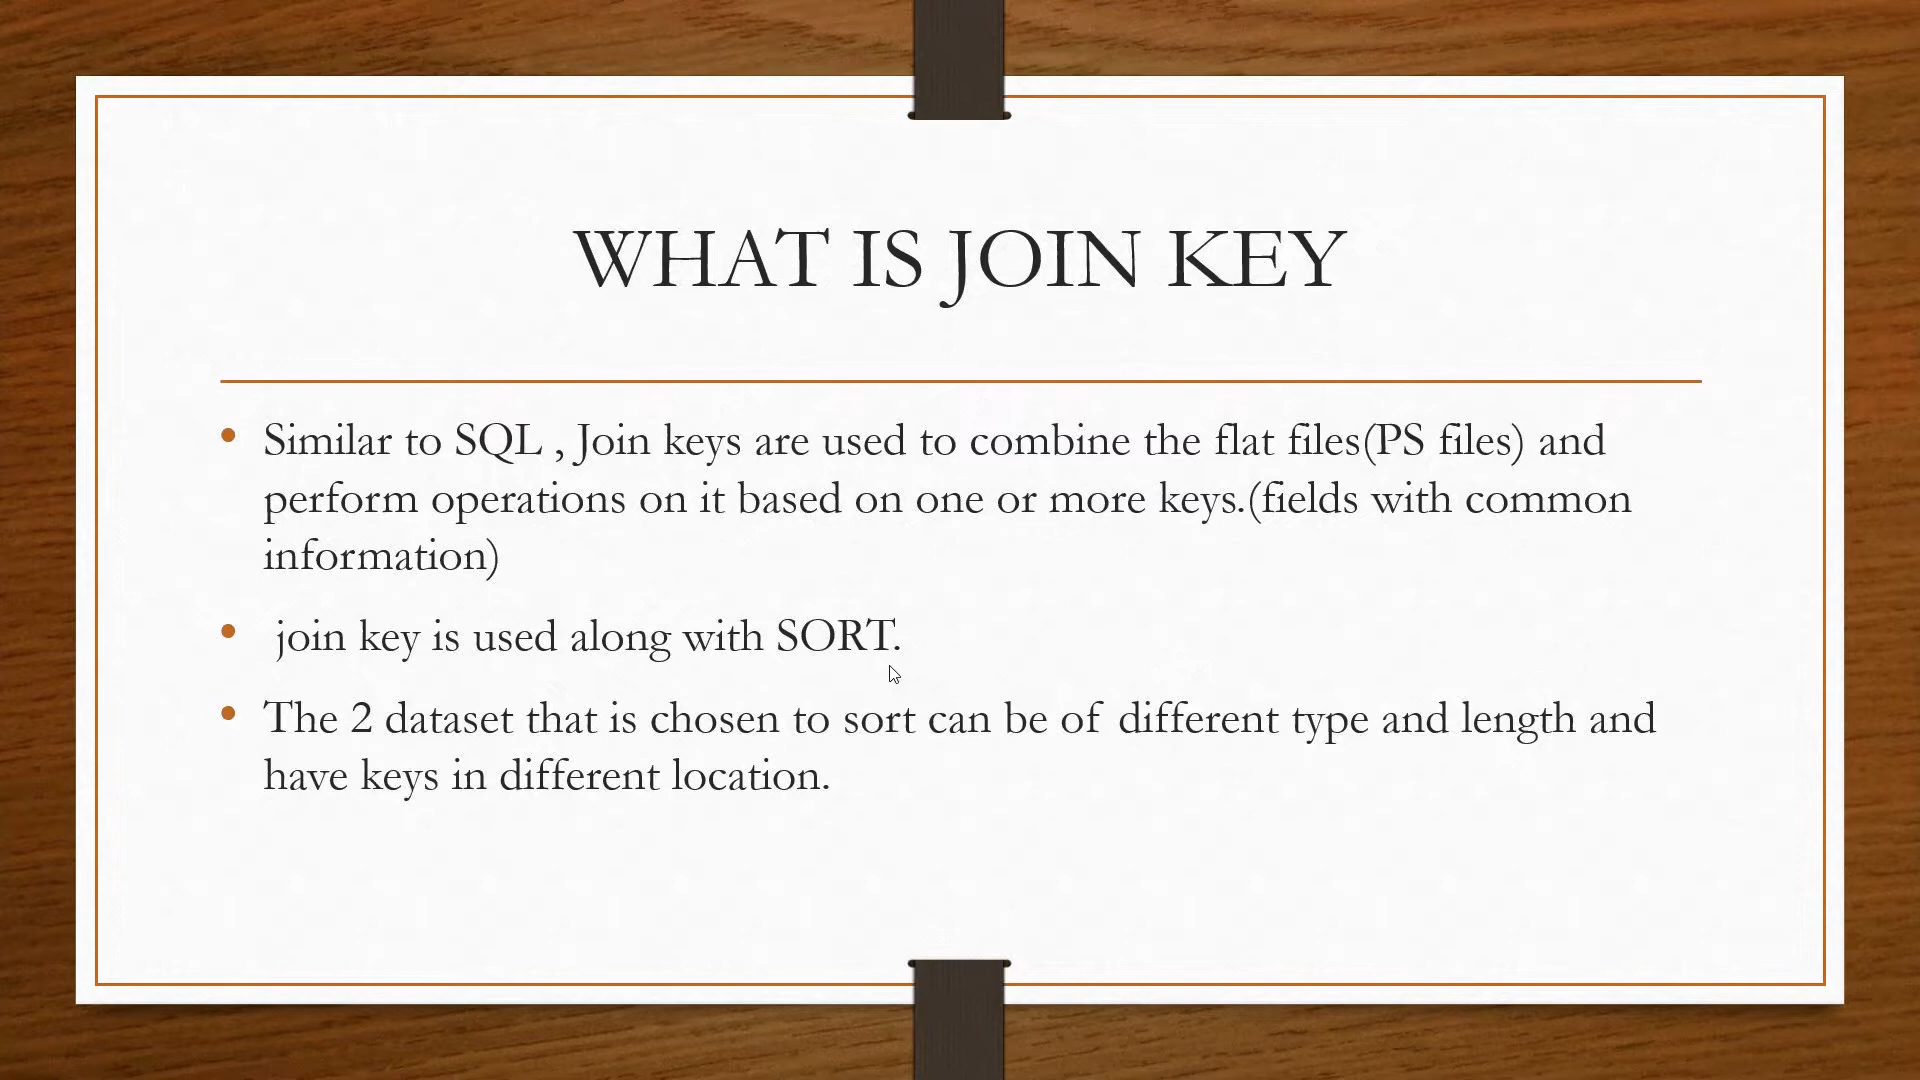 WHAT IS JOIN KEY
• Similar to SQL , Join keys are used to combine the flat files(PS files) and
perform operations on it based on one or more keys.(fields with common
information)
• join key is used along with SORT.
• The 2 dataset that is chosen to sort can be of different type and length and
have keys in different location.